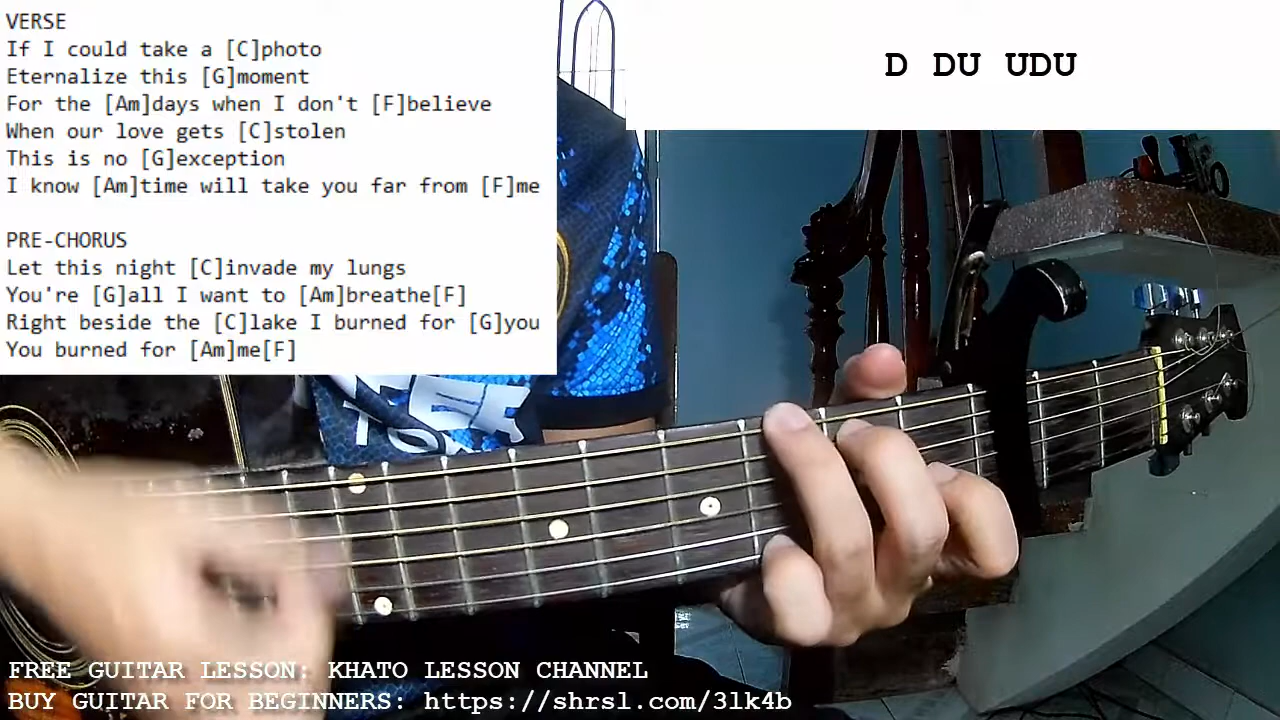 VERSE
If I could take a [C]photo
Eternalize this [G]moment
For the [Am]days when I don't [F]believe
When our love gets [C]stolen
This is no [G]exception
I know [Am]time will take you far from [F]me
PRE-CHORUS
Let this night [C]invade my lungs
You're [G]all I want to [Am]breathe[F]
Right beside the [C]lake I burned for [G]you
You burned for [Am]me[F]
D DU UDU
TO
FREE GUITAR LESSON: KHATO LESSON CHANNEL
BUY GUITAR FOR BEGINNERS: https://shrsl.com/3lk4b